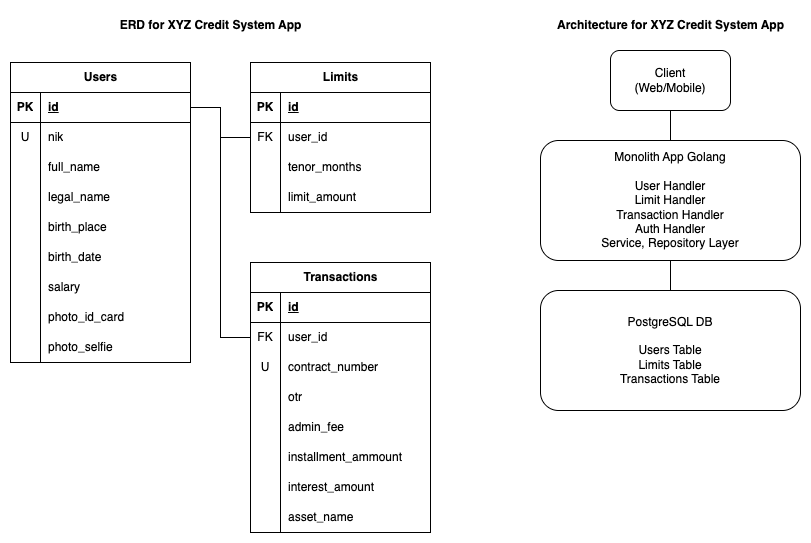 ERD for XYZ Credit System App
Users
PK id
U nik
full_name
legal_name
birth_place
birth_date
salary
photo_id_card
photo_selfie
Limits
PK id
FK user_id
tenor_months
limit_amount
Transactions
PK id
FK user_id
U contract_number
otr
admin_fee
installment_ammount
interest_amount
asset_name
Architecture for XYZ Credit System App
Client
(Web/Mobile)
Monolith App Golang
User Handler
Limit Handler
Transaction Handler
Auth Handler
Service, Repository Layer
PostgreSQL DB
Users Table
Limits Table
Transactions Table